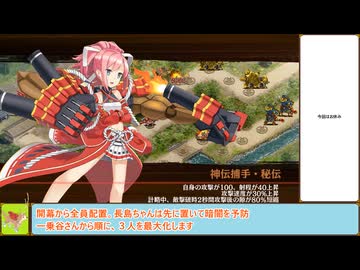 今回はお休み
神伝捕手・秘伝
自身の攻撃が100、射程が40上昇
攻撃速度が30%上昇
計略中、敵撃破時2秒間攻撃後の隙が80%短縮
開幕から全員配置、長島ちゃんは先に置いて暗闇を予防
一乗谷さんから順に、３人を最大化します